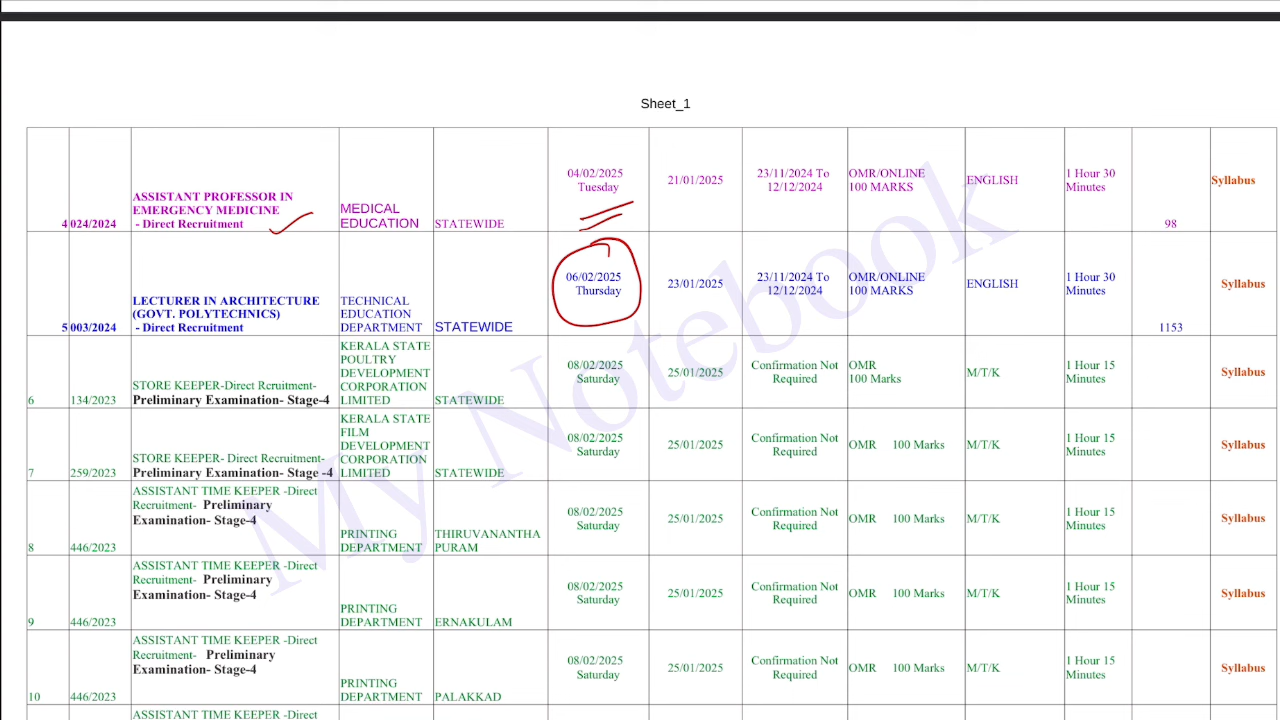 Sheet_1
ASSISTANT PROFESSOR IN
EMERGENCY MEDICINE
- Direct Recruitment
4
024/2024
MEDICAL
EDUCATION
STATEWIDE
04/02/2025
Tuesday
21/01/2025
23/11/2024 To
12/12/2024
OMR/ONLINE
100 MARKS
ENGLISH
1 Hour 30
Minutes
98
Syllabus
5
003/2024
LECTURER IN ARCHITECTURE
(GOVT. POLYTECHNICS)
- Direct Recruitment
TECHNICAL
EDUCATION
DEPARTMENT
STATEWIDE
06/02/2025
Thursday
23/01/2025
23/11/2024 To
12/12/2024
OMR/ONLINE
100 MARKS
ENGLISH
1 Hour 30
Minutes
1153
Syllabus
6
134/2023
STORE KEEPER-Direct Rcruitment-
Preliminary Examination- Stage-4
KERALA STATE
POULTRY
DEVELOPMENT
CORPORATION
LIMITED
STATEWIDE
08/02/2025
Saturday
25/01/2025
Confirmation Not
Required
OMR
100 Marks
M/T/K
1 Hour 15
Minutes
Syllabus
7
259/2023
STORE KEEPER- Direct Recruitment-
Preliminary Examination- Stage -4
KERALA STATE
FILM
DEVELOPMENT
CORPORATION
LIMITED
STATEWIDE
08/02/2025
Saturday
25/01/2025
Confirmation Not
Required
OMR 100 Marks
M/T/K
1 Hour 15
Minutes
Syllabus
8
446/2023
ASSISTANT TIME KEEPER -Direct
Recruitment- Preliminary
Examination- Stage-4
PRINTING
DEPARTMENT
THIRUVANANTHA
PURAM
08/02/2025
Saturday
25/01/2025
Confirmation Not
Required
OMR 100 Marks
M/T/K
1 Hour 15
Minutes
Syllabus
9
446/2023
ASSISTANT TIME KEEPER -Direct
Recruitment- Preliminary
Examination- Stage-4
PRINTING
DEPARTMENT
ERNAKULAM
08/02/2025
Saturday
25/01/2025
Confirmation Not
Required
OMR 100 Marks
M/T/K
1 Hour 15
Minutes
Syllabus
10
446/2023
ASSISTANT TIME KEEPER -Direct
Recruitment- Preliminary
Examination- Stage-4
PRINTING
DEPARTMENT
PALAKKAD
08/02/2025
Saturday
25/01/2025
Confirmation Not
Required
OMR 100 Marks
M/T/K
1 Hour 15
Minutes
Syllabus
ASSISTANT TIME KEEPER -Direct
My Notebook